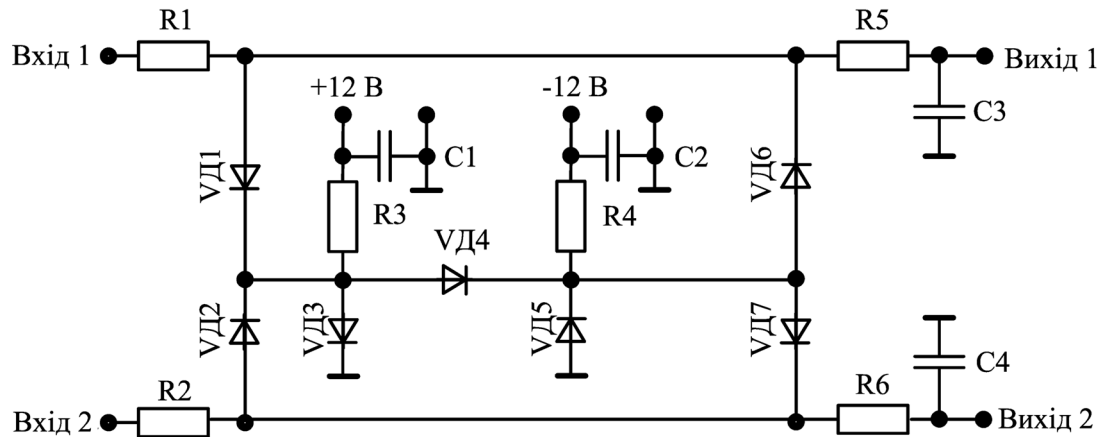 R1
R5
Вхід 1
Вихід 1
+12 В
-12 В
C3
C1
C2
VД1
VД6
R3
R4
VД4
VД2
VД3
VД5
VД7
C4
R2
R6
Вхід 2
Вихід 2